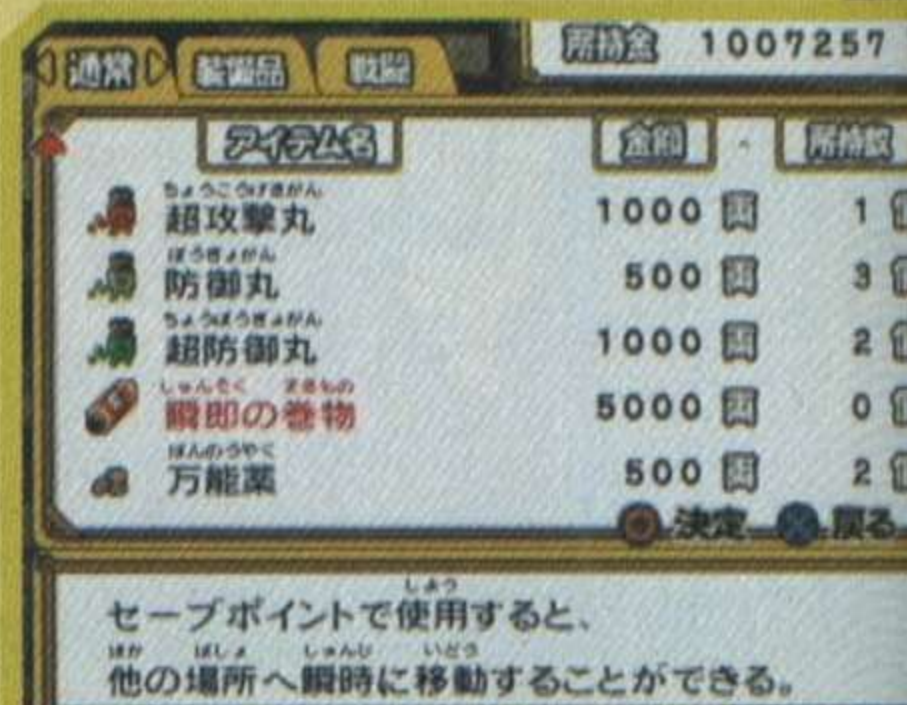 通常 装備品 戦闘 所持金 1007257
アイテム名 金額 所持数
ちょうこうげきがん
超攻撃丸 1000 両 1 個
ぼうぎょがん
防御丸 500 両 3 個
ちょうぼうぎょがん
超防御丸 1000 両 2 個
しゅんそく まきもの
瞬即の巻物 5000 両 0 個
ばんのうやく
万能薬 500 両 2 個
決定 戻る
しよう
セーブポイントで使用すると、
ほか ばしょ しゅんじ いどう
他の場所へ瞬時に移動することができる。